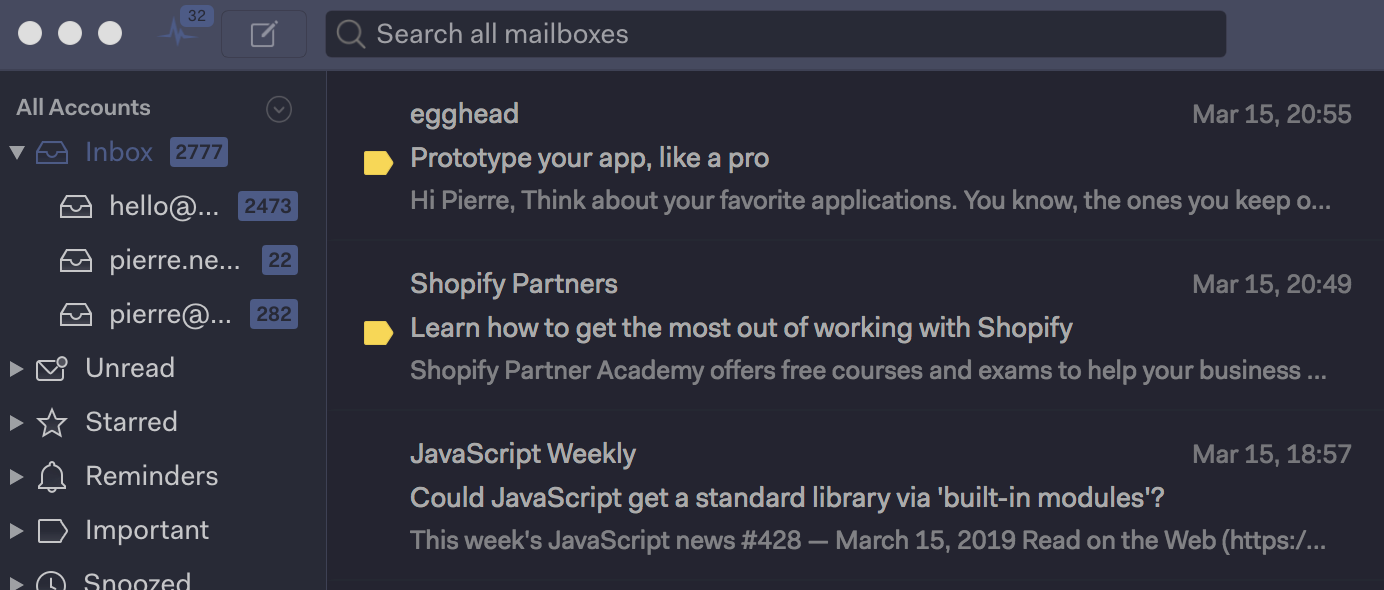 32
Search all mailboxes
All Accounts
Inbox 2777
hello@... 2473
pierre.ne... 22
pierre@... 282
Unread
Starred
Reminders
Important
Snoozed
egghead Mar 15, 20:55
Prototype your app, like a pro
Hi Pierre, Think about your favorite applications. You know, the ones you keep o...
Shopify Partners Mar 15, 20:49
Learn how to get the most out of working with Shopify
Shopify Partner Academy offers free courses and exams to help your business ...
JavaScript Weekly Mar 15, 18:57
Could JavaScript get a standard library via 'built-in modules'?
This week's JavaScript news #428 — March 15, 2019 Read on the Web (https:/...